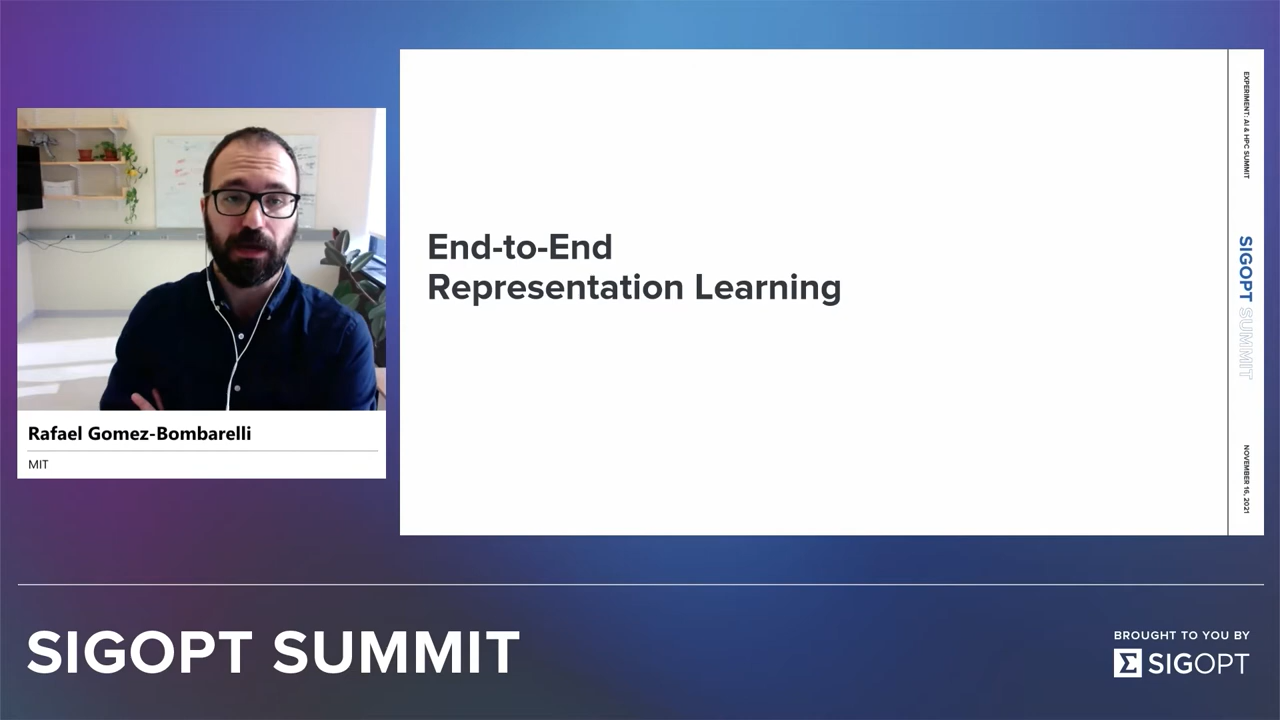 Rafael Gomez-Bombarelli
MIT
End-to-End
Representation Learning
EXPERIMENT: AI & HPC SUMMIT
SIGOPT SUMMIT
NOVEMBER 16, 2021
SIGOPT SUMMIT
BROUGHT TO YOU BY
Σ SIGOPT